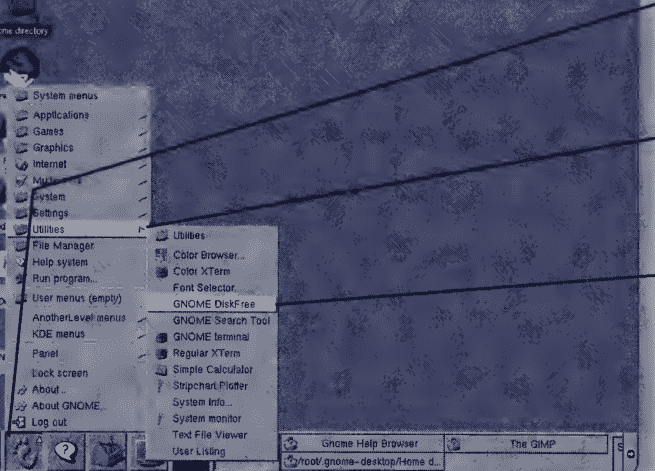 me directory
System menus
Applications
Games
Graphics
Internet
Multimedia
System
Settings
Utilities
File Manager
Help system
Run program...
User menus (empty)
AnotherLevel menus
KDE menus
Panel
Lock screen
About...
About GNOME...
Log out
Utilities
Color Browser...
Color XTerm
Font Selector...
GNOME DiskFree
GNOME Search Tool
GNOME terminal
Regular XTerm
Simple Calculator
Stripchart Plotter
System Info...
System monitor
Text File Viewer
User Listing
Gnome Help Browser
The GIMP
/root/.gnome-desktop/Home d...